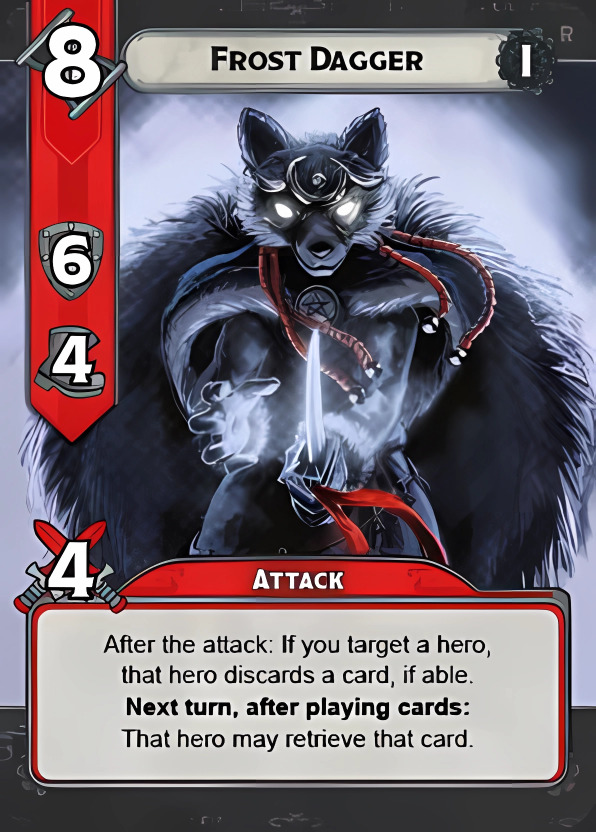 8
FROST DAGGER
I
R
6
4
4
ATTACK
After the attack: If you target a hero,
that hero discards a card, if able.
Next turn, after playing cards:
That hero may retrieve that card.